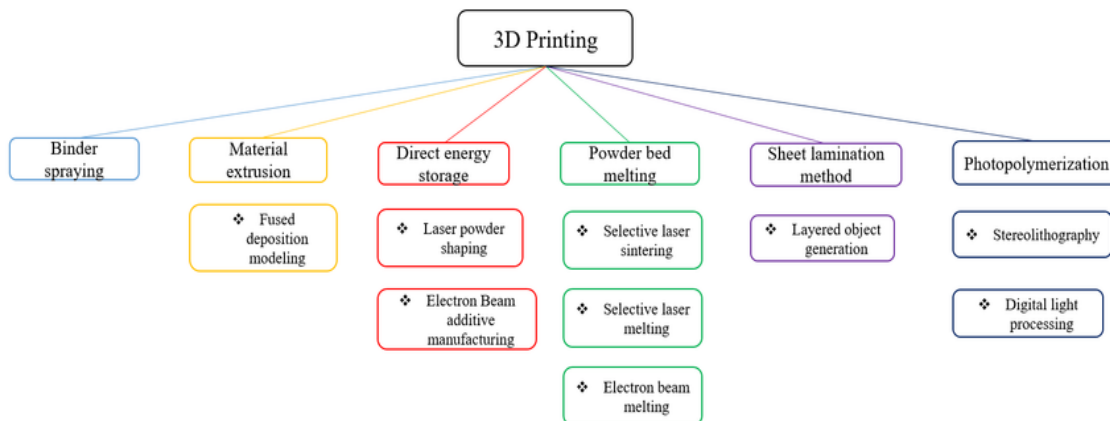 3D Printing
Binder
spraying
Material
extrusion
❖ Fused
deposition
modeling
Direct energy
storage
❖ Laser powder
shaping
❖ Electron Beam
additive
manufacturing
Powder bed
melting
❖ Selective laser
sintering
❖ Selective laser
melting
❖ Electron beam
melting
Sheet lamination
method
❖ Layered object
generation
Photopolymerization
❖ Stereolithography
❖ Digital light
processing